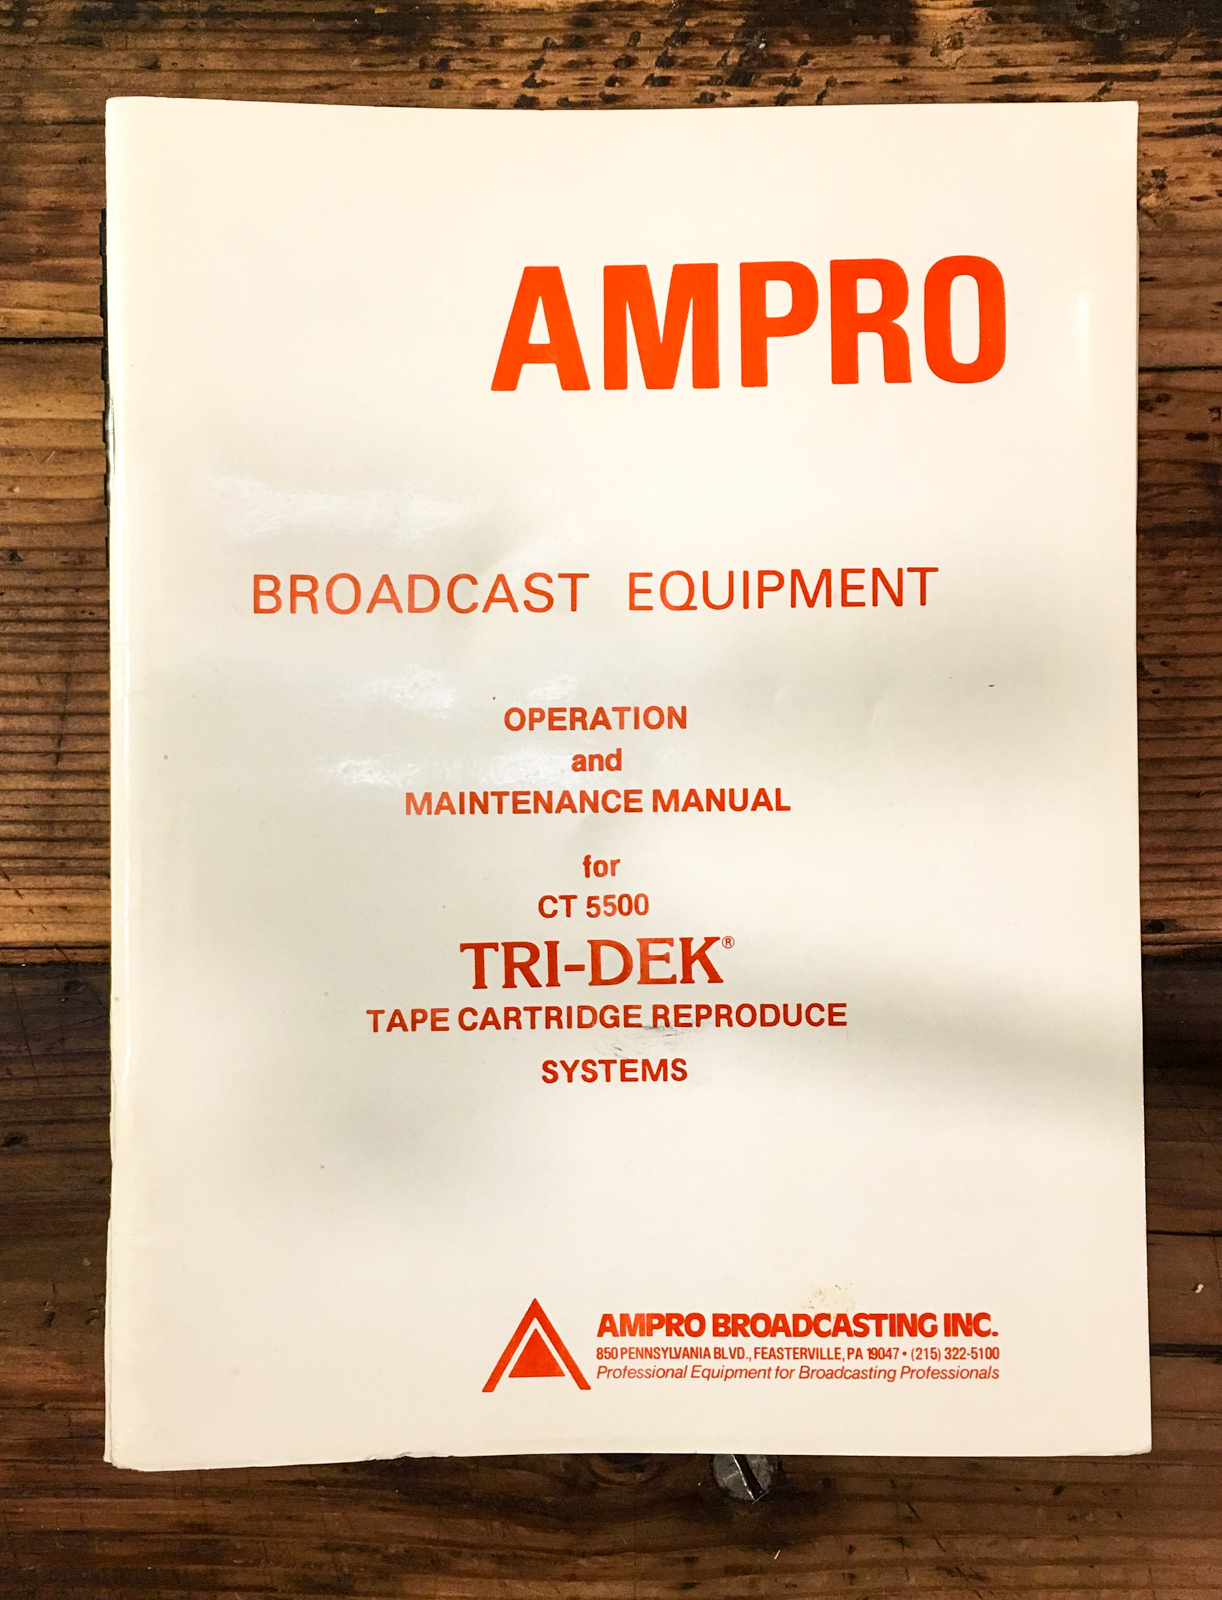 AMPRO
BROADCAST EQUIPMENT
OPERATION
and
MAINTENANCE MANUAL
for
CT 5500
TRI-DEK®
TAPE CARTRIDGE REPRODUCE
SYSTEMS
AMPRO BROADCASTING INC.
850 PENNSYLVANIA BLVD., FEASTERVILLE, PA 19047 • (215) 322-5100
Professional Equipment for Broadcasting Professionals